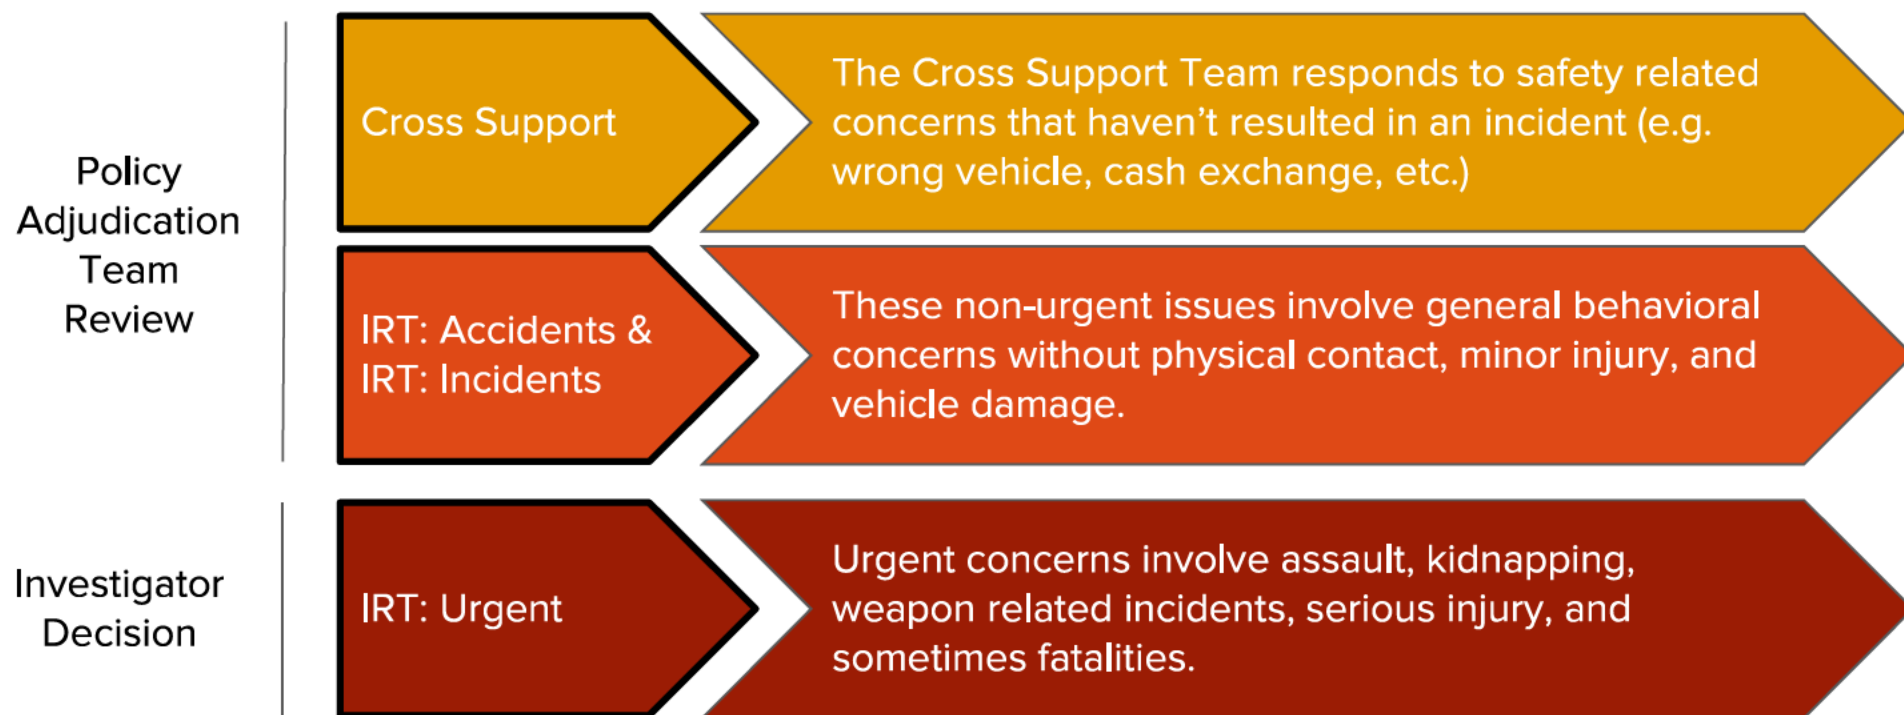 Policy
Adjudication
Team
Review
Cross Support
The Cross Support Team responds to safety related
concerns that haven't resulted in an incident (e.g.
wrong vehicle, cash exchange, etc.)
IRT: Accidents &
IRT: Incidents
These non-urgent issues involve general behavioral
concerns without physical contact, minor injury, and
vehicle damage.
Investigator
Decision
IRT: Urgent
Urgent concerns involve assault, kidnapping,
weapon related incidents, serious injury, and
sometimes fatalities.